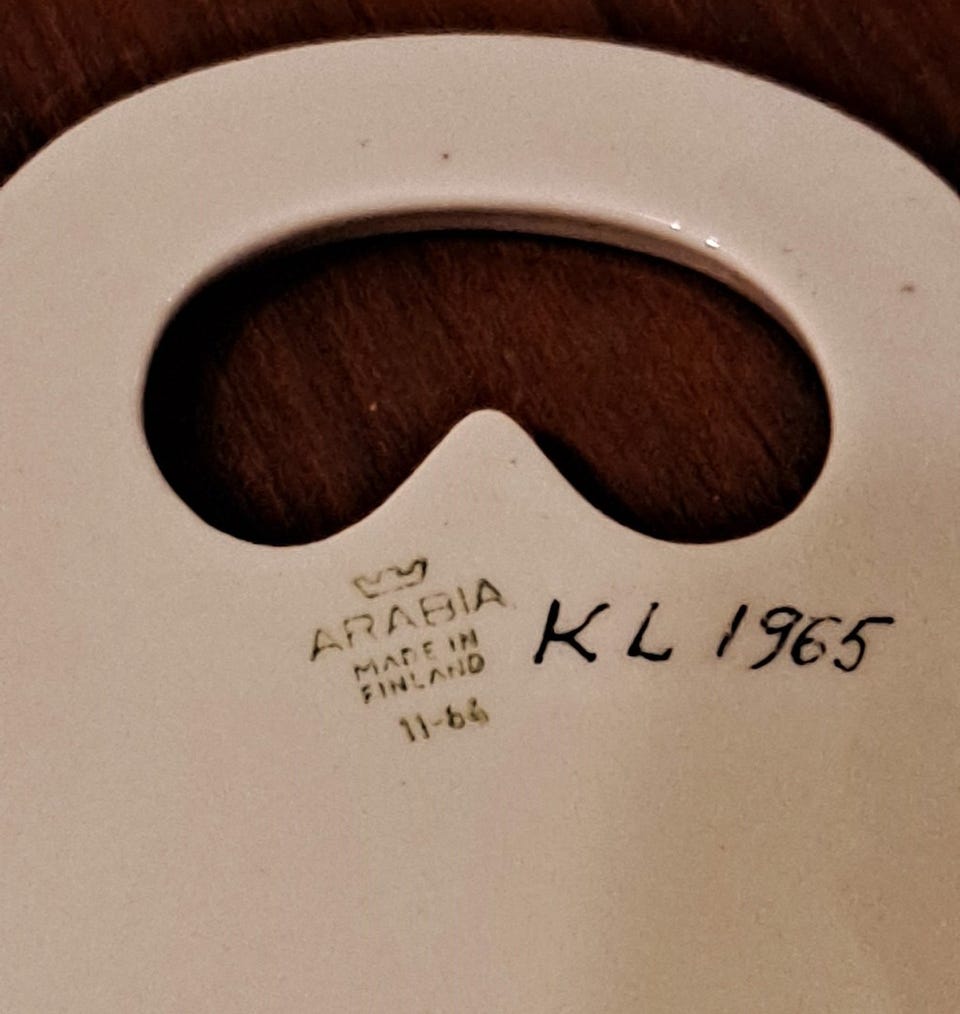 ARABIA
MADE IN
FINLAND
11-64
KL 1965